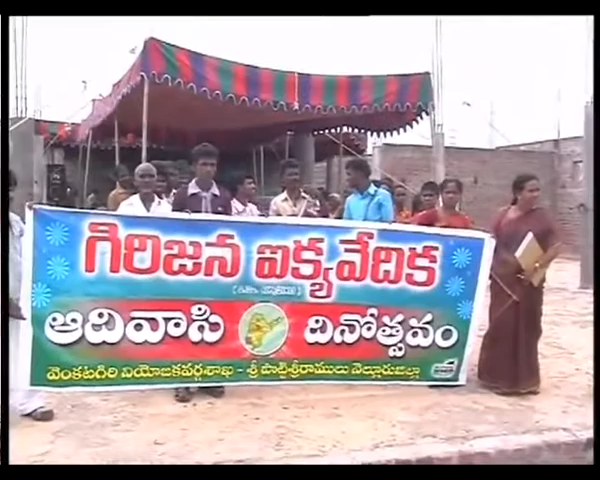 గిరిజన ఐక్యవేదిక
ఆదివాసి దినోత్సవం
వెంకటగిరి నియోజకవర్గశాఖ - శ్రీ పొట్టిశ్రీరాములు నెల్లూరుజిల్లా